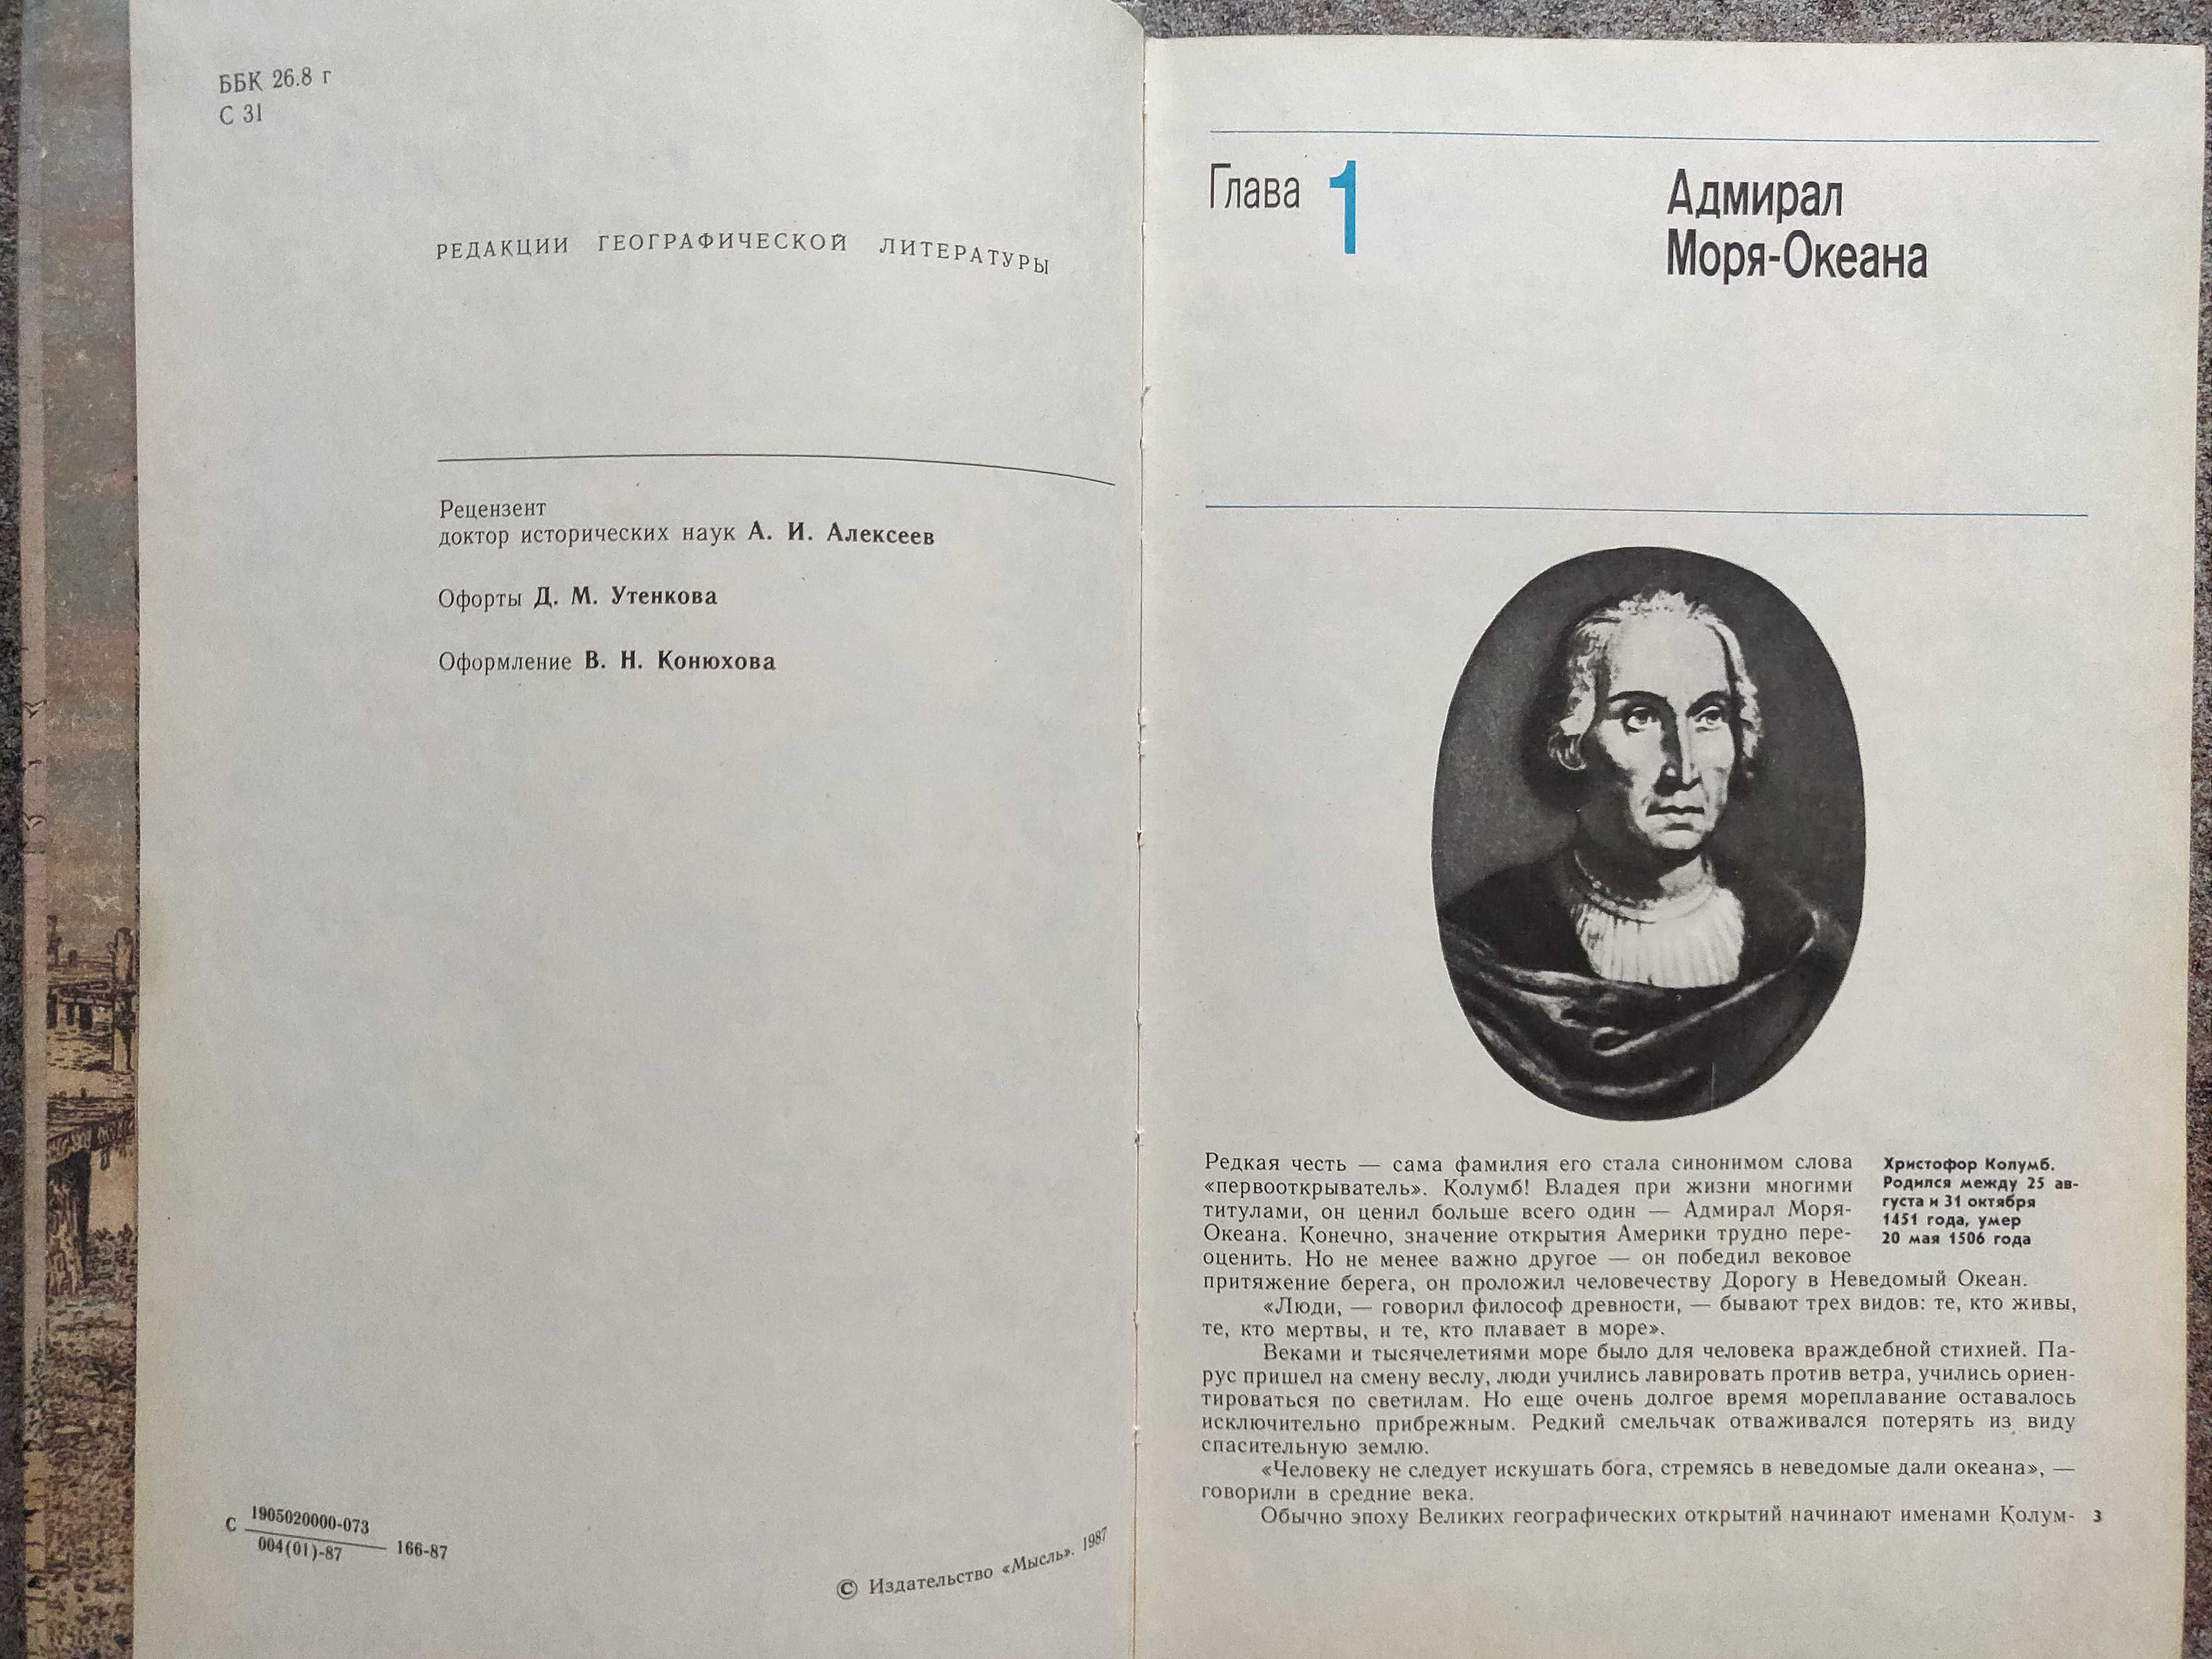 ББК 26.8 г
С 31
РЕДАКЦИИ ГЕОГРАФИЧЕСКОЙ ЛИТЕРАТУРЫ
Рецензент
доктор исторических наук А. И. Алексеев
Офорты Д. М. Утенкова
Оформление В. Н. Конюхова
С 1905020000-073
004(01)-87
166-87
© Издательство «Мысль». 1987
Глава 1
Адмирал
Моря-Океана
Редкая честь — сама фамилия его стала синонимом слова
«первооткрыватель». Колумб! Владея при жизни многими
титулами, он ценил больше всего один — Адмирал Моря-
Океана. Конечно, значение открытия Америки трудно пере-
оценить. Но не менее важно другое — он победил вековое
притяжение берега, он проложил человечеству Дорогу в Неведомый Океан.
Христофор Колумб.
Родился между 25 ав-
густа и 31 октября
1451 года, умер
20 мая 1506 года
«Люди, — говорил философ древности, — бывают трех видов: те, кто живы,
те, кто мертвы, и те, кто плавает в море».
Веками и тысячелетиями море было для человека враждебной стихией. Па-
рус пришел на смену веслу, люди учились лавировать против ветра, учились ориен-
тироваться по светилам. Но еще очень долгое время мореплавание оставалось
исключительно прибрежным. Редкий смельчак отваживался потерять из виду
спасительную землю.
«Человеку не следует искушать бога, стремясь в неведомые дали океана», —
говорили в средние века.
Обычно эпоху Великих географических открытий начинают именами Колум-
3